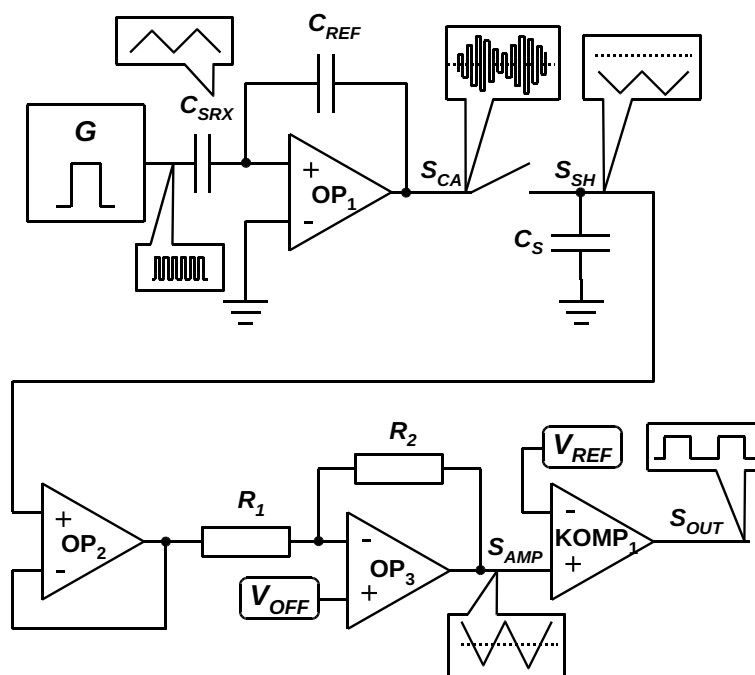 C_REF
C_SRX
G
+
OP_1
-
S_CA
S_SH
C_S
R_2
V_REF
R_1
+
OP_2
-
-
OP_3
+
V_OFF
S_AMP
-
KOMP_1
+
S_OUT